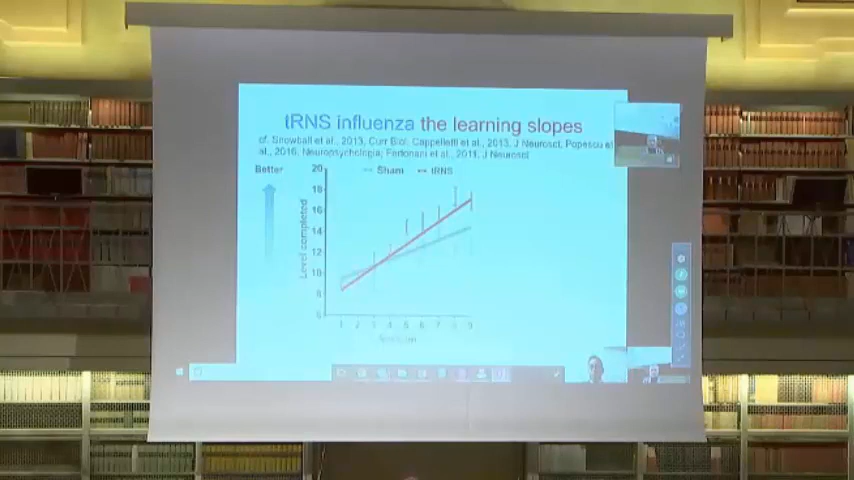 tRNS influenza the learning slopes
cf. Snowball et al., 2013, Curr Biol; Cappelletti et al., 2013, J Neurosci, Popescu et
al., 2016, Neuropsychologia; Fertonani et al., 2011, J Neurosci
Better
Sham tRNS
Level completed
20
18
16
14
12
10
8
6
1 2 3 4 5 6 7 8 9